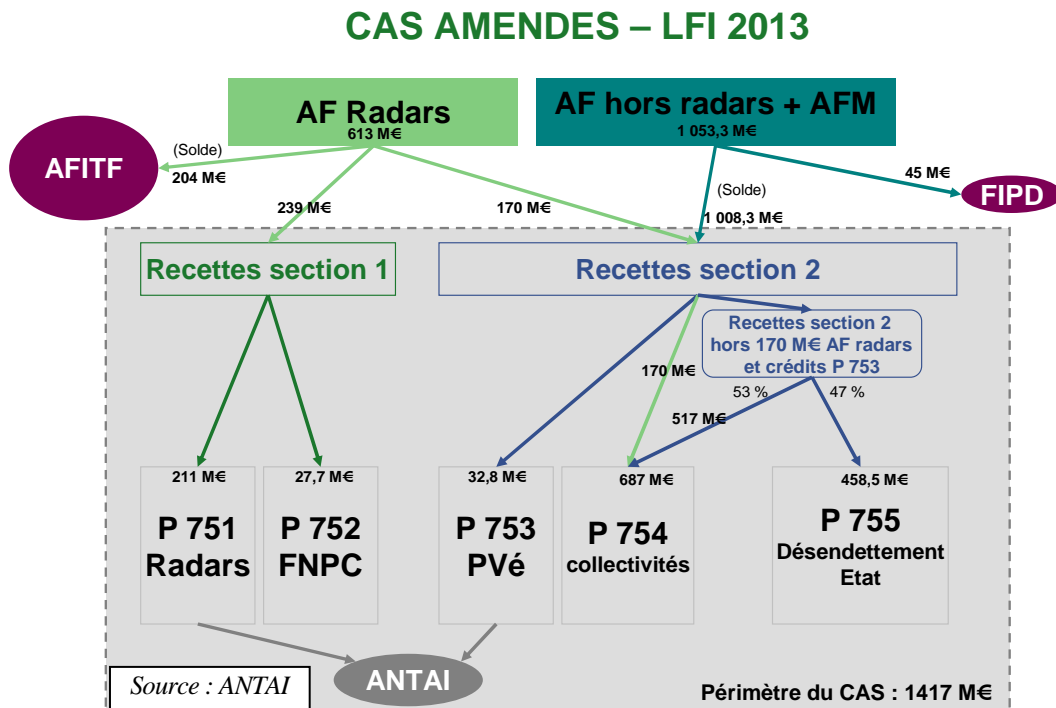 CAS AMENDES – LFI 2013
AF Radars
613 M€
AF hors radars + AFM
1 053,3 M€
AFITF
(Solde)
204 M€
45 M€
FIPD
239 M€
170 M€
(Solde)
1 008,3 M€
Recettes section 1
Recettes section 2
Recettes section 2
hors 170 M€ AF radars
et crédits P 753
170 M€
53 %
47 %
517 M€
211 M€
P 751
Radars
27,7 M€
P 752
FNPC
32,8 M€
P 753
PVé
687 M€
P 754
collectivités
458,5 M€
P 755
Désendettement
Etat
ANTAI
Source : ANTAI
Périmètre du CAS : 1417 M€